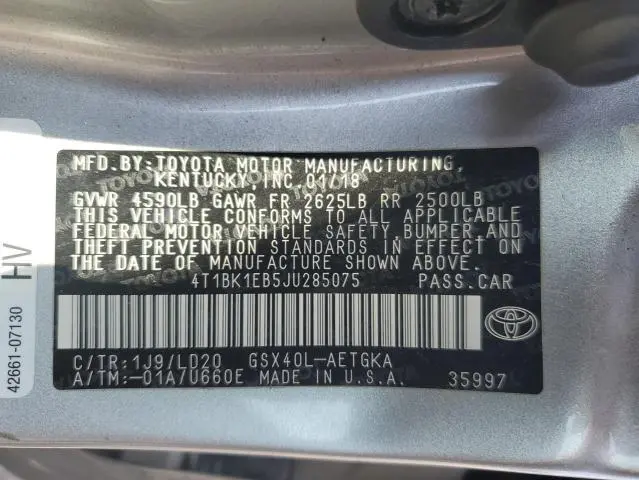 MFD.BY:TOYOTA MOTOR MANUFACTURING,
KENTUCKY,INC.01/18
GVWR 4590LB GAWR FR 2625LB RR 2500LB
THIS VEHICLE CONFORMS TO ALL APPLICABLE
FEDERAL MOTOR VEHICLE SAFETY,BUMPER,AND
THEFT PREVENTION STANDARDS IN EFFECT ON
THE DATE OF MANUFACTURE SHOWN ABOVE.
4T1BK1EB5JU285075 PASS.CAR
C/TR:1J9/LD20 GSX40L-AETGKA
A/TM:-01A/U660E MADE IN U.S.A. 35997
42661-07130 HV